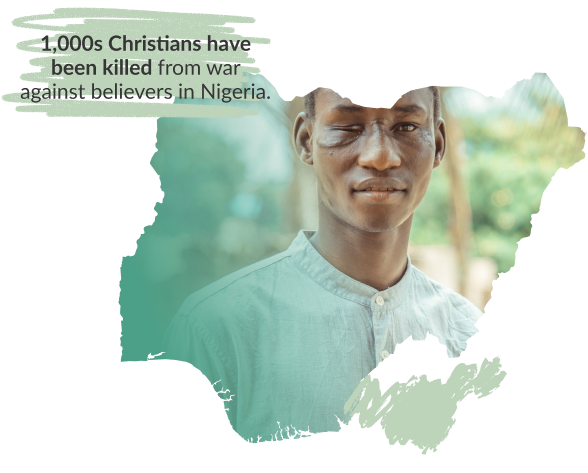 1,000s Christians have
been killed from war
against believers in Nigeria.